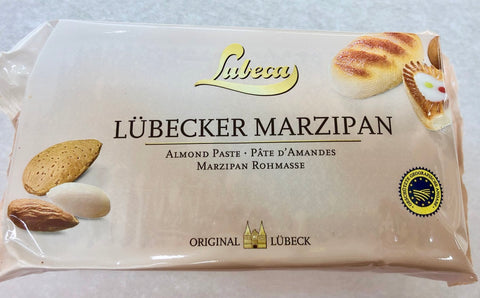 Lubeca
LÜBECKER MARZIPAN
ALMOND PASTE · PÂTE D'AMANDES
MARZIPAN ROHMASSE
ORIGINAL LÜBECK